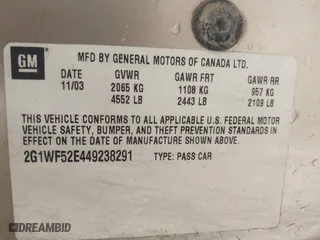 GM
MFD BY GENERAL MOTORS OF CANADA LTD.
11/03 GVWR GAWR FRT GAWR RR
2065 KG 1108 KG 957 KG
4552 LB 2443 LB 2109 LB
THIS VEHICLE CONFORMS TO ALL APPLICABLE U.S. FEDERAL MOTOR
VEHICLE SAFETY, BUMPER, AND THEFT PREVENTION STANDARDS IN
EFFECT ON THE DATE OF MANUFACTURE SHOWN ABOVE.
2G1WF52E449238291 TYPE: PASS CAR
© DREAMBID // CREATIVE STUDIO